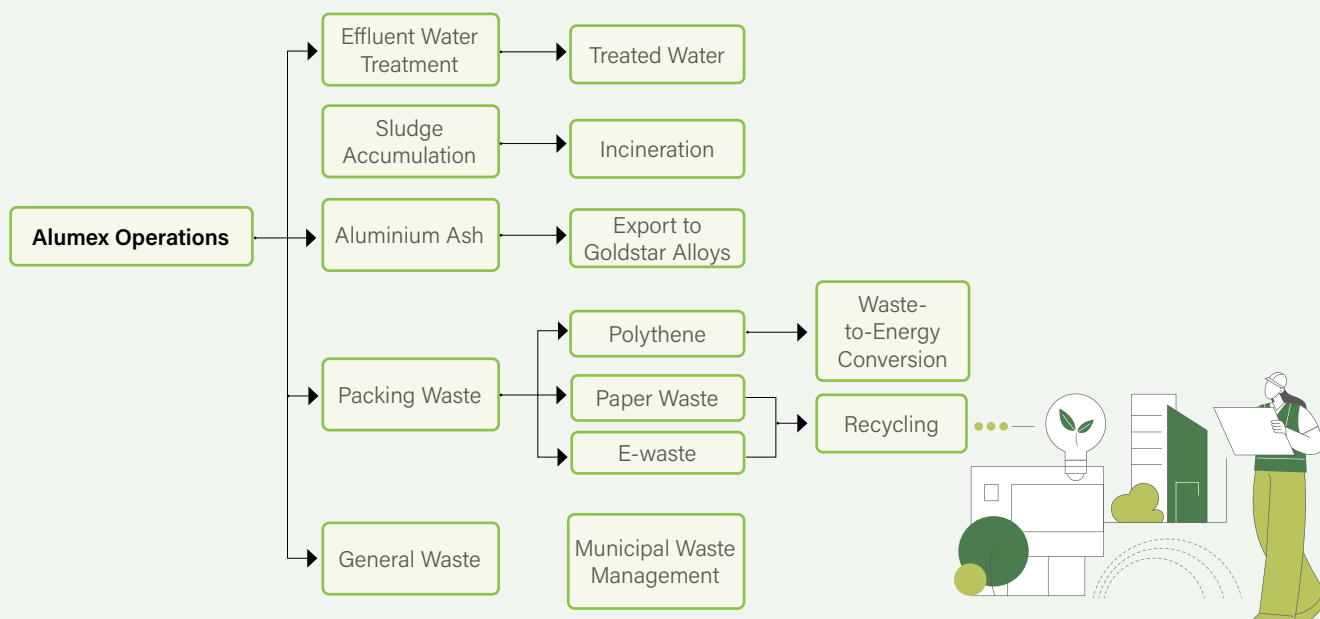 Effluent Water
Treatment
Treated Water
Sludge
Accumulation
Incineration
Alumex Operations
Aluminium Ash
Export to
Goldstar Alloys
Packing Waste
Polythene
Waste-
to-Energy
Conversion
Paper Waste
E-waste
Recycling
General Waste
Municipal Waste
Management